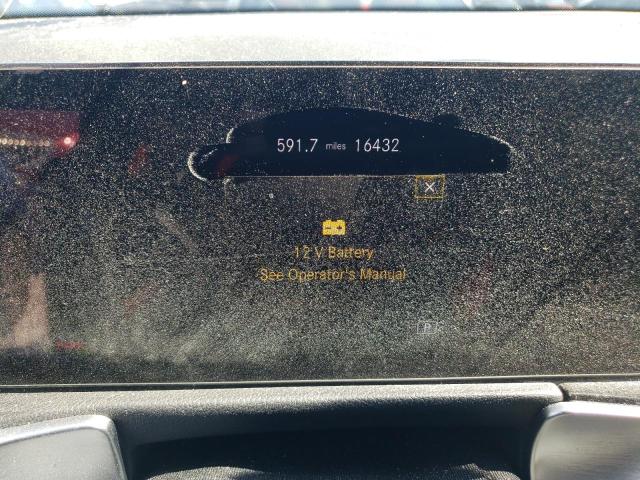 591.7 miles 16432
12 V Battery
See Operator's Manual
P